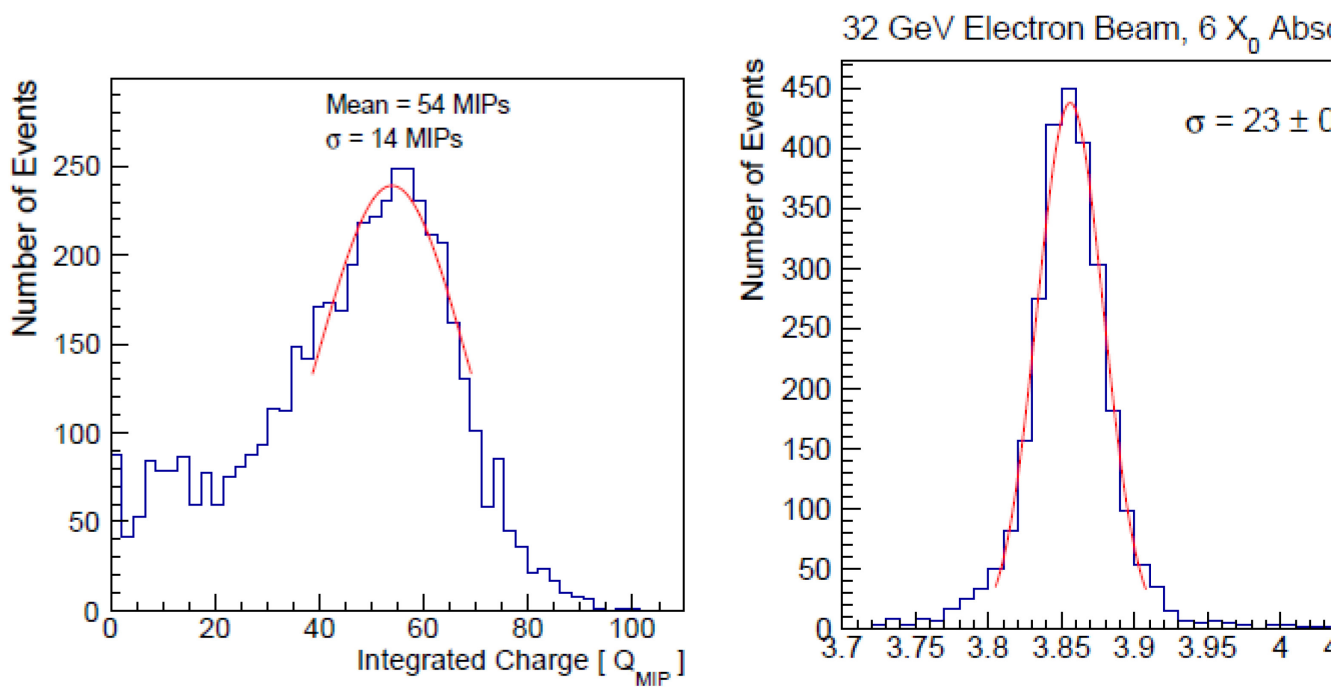 Mean = 54 MIPs
σ = 14 MIPs
Number of Events
250
200
150
100
50
0
0 20 40 60 80 100
Integrated Charge [ Q_MIP ]
32 GeV Electron Beam, 6 X_0
σ = 23 ±
Number of Events
450
400
350
300
250
200
150
100
50
0
3.7 3.75 3.8 3.85 3.9 3.95 4